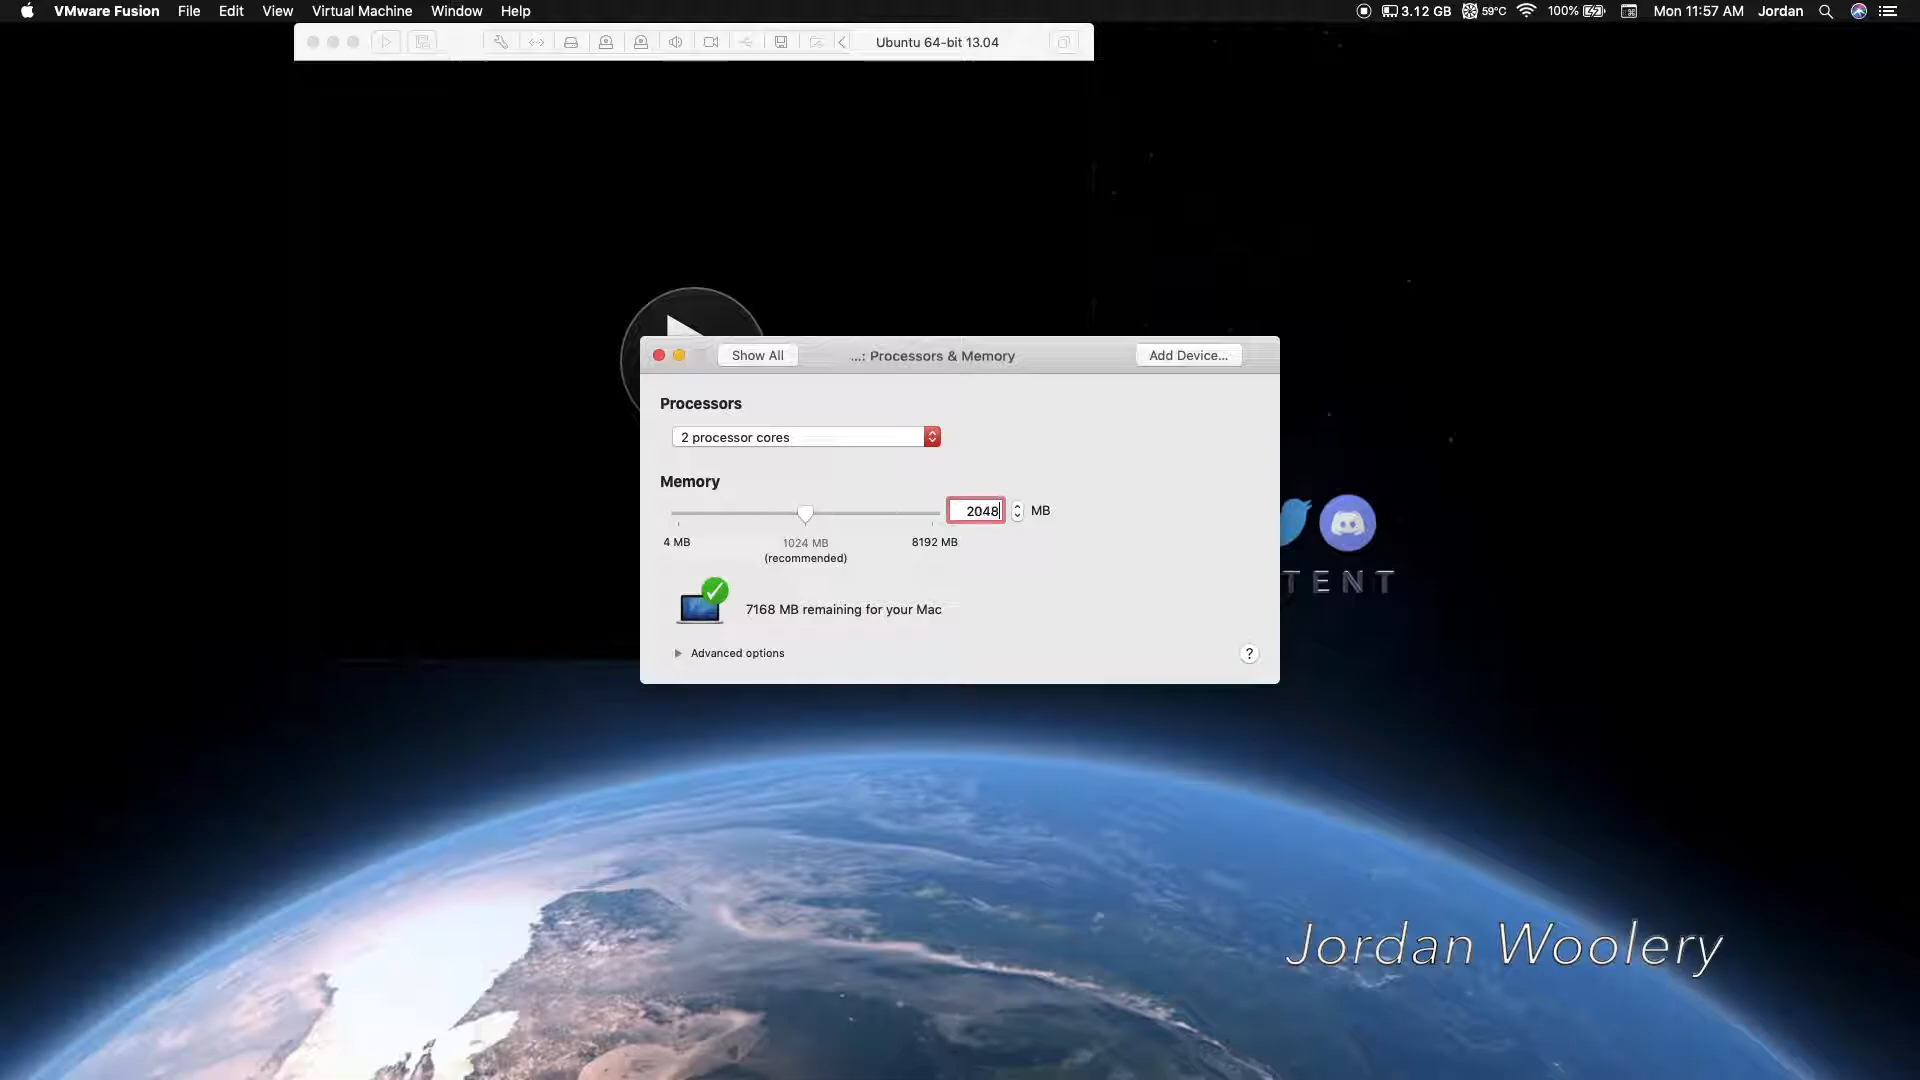 VMware Fusion File Edit View Virtual Machine Window Help 3.12 GB 59°C 100% Mon 11:57 AM Jordan
Ubuntu 64-bit 13.04
Show All ...: Processors & Memory Add Device...
Processors
2 processor cores
Memory
2048 MB
4 MB 1024 MB 8192 MB
(recommended)
7168 MB remaining for your Mac
Advanced options ?
TENT
Jordan Woolery